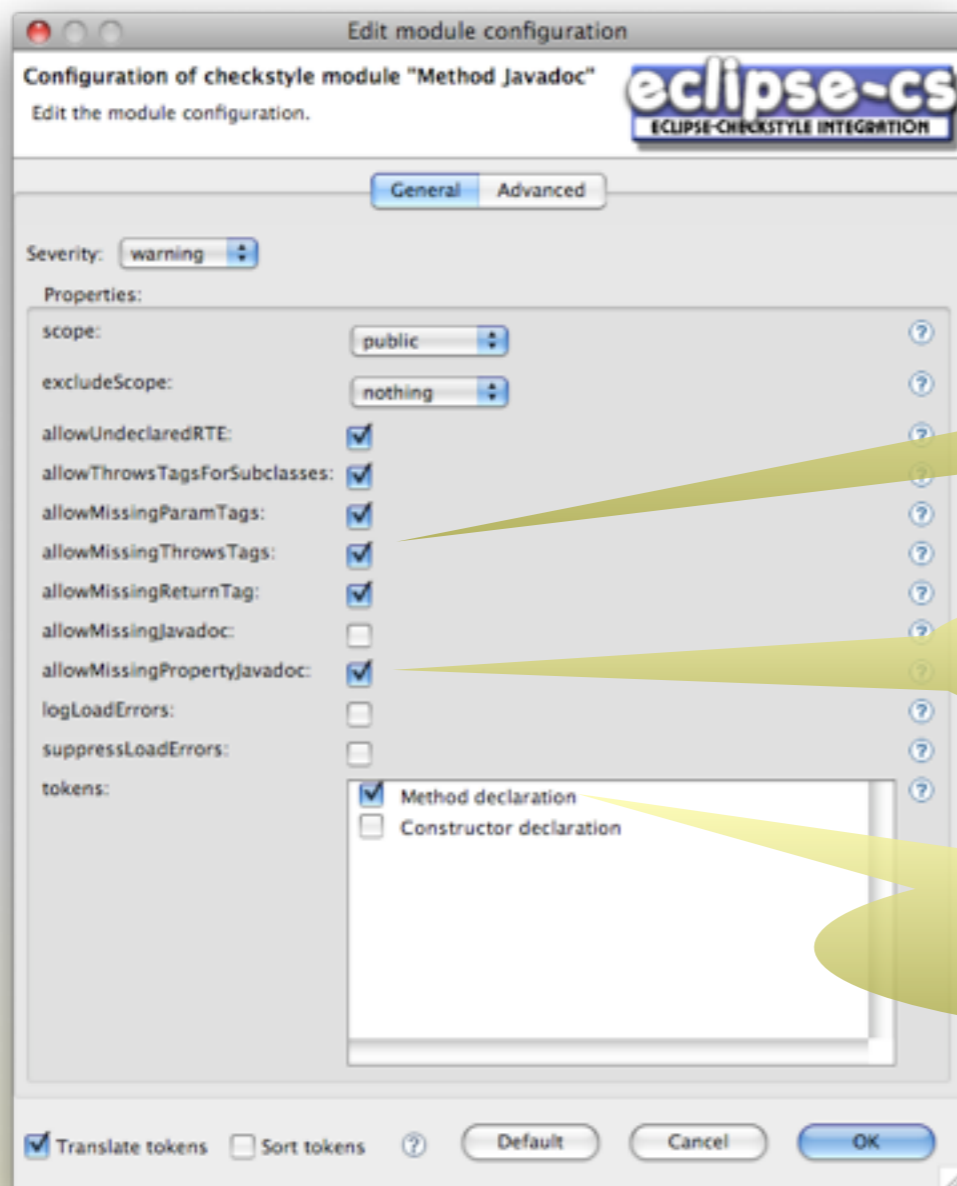 Edit module configuration
Configuration of checkstyle module "Method Javadoc"
Edit the module configuration.
eclipse-cs
ECLIPSE-CHECKSTYLE INTEGRATION
General Advanced
Severity: warning
Properties:
scope: public ?
excludeScope: nothing ?
allowUndeclaredRTE: ?
allowThrowsTagsForSubclasses: ?
allowMissingParamTags: ?
allowMissingThrowsTags: ?
allowMissingReturnTag: ?
allowMissingJavadoc: ?
allowMissingPropertyJavadoc: ?
logLoadErrors: ?
suppressLoadErrors: ?
tokens: Method declaration ?
Constructor declaration
Translate tokens Sort tokens ? Default Cancel OK